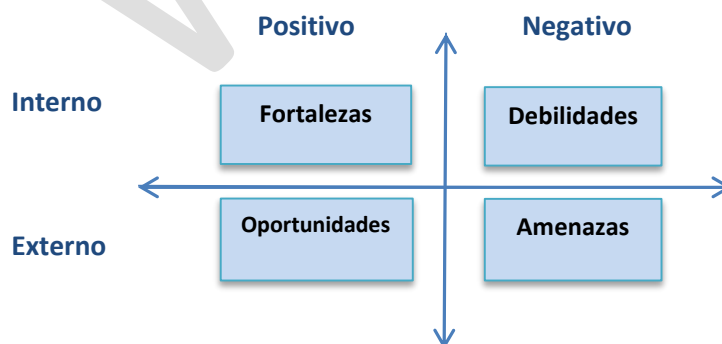 Positivo Negativo
Interno
Fortalezas Debilidades
Oportunidades Amenazas
Externo